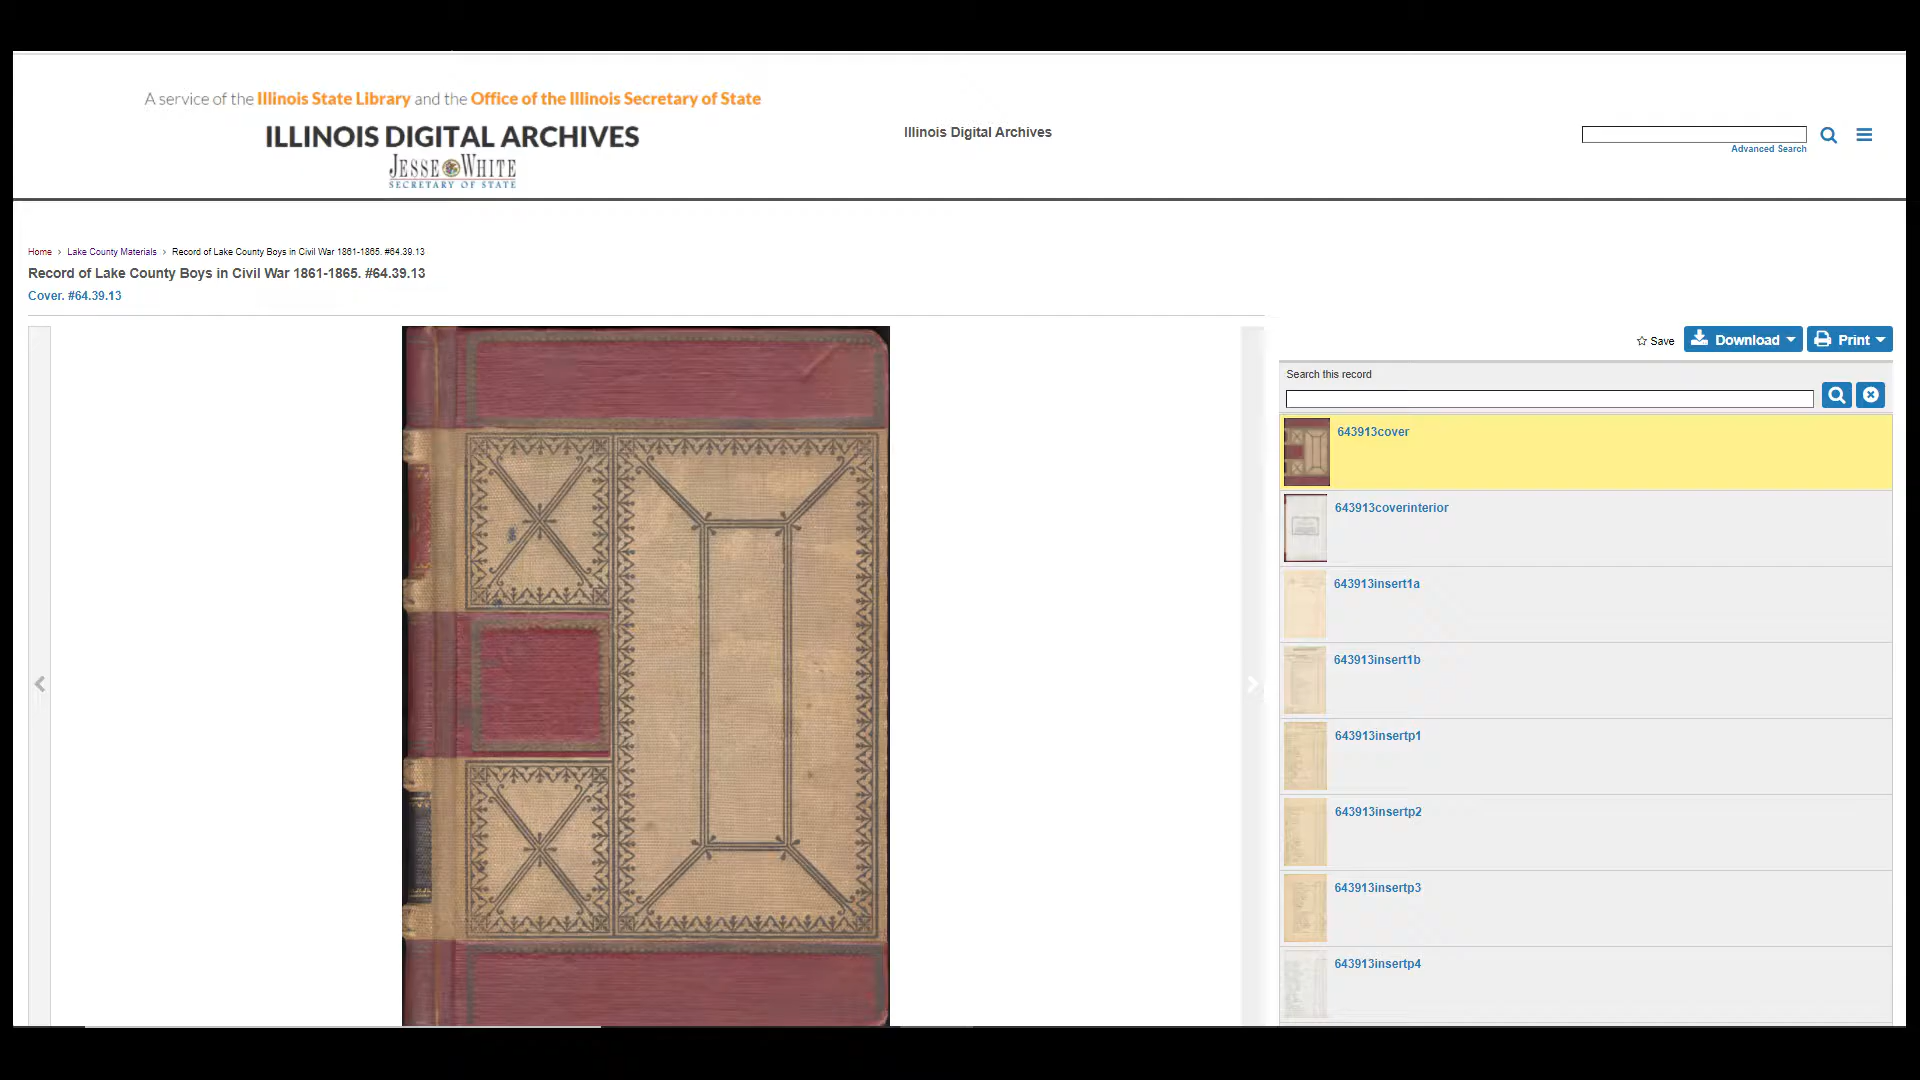 A service of the Illinois State Library and the Office of the Illinois Secretary of State
ILLINOIS DIGITAL ARCHIVES
JESSE WHITE
SECRETARY OF STATE
Illinois Digital Archives
Advanced Search
Home › Lake County Materials › Record of Lake County Boys in Civil War 1861-1865. #64.39.13
Record of Lake County Boys in Civil War 1861-1865. #64.39.13
Cover. #64.39.13
Save
Download
Print
Search this record
643913cover
643913coverinterior
643913insert1a
643913insert1b
643913insertp1
643913insertp2
643913insertp3
643913insertp4